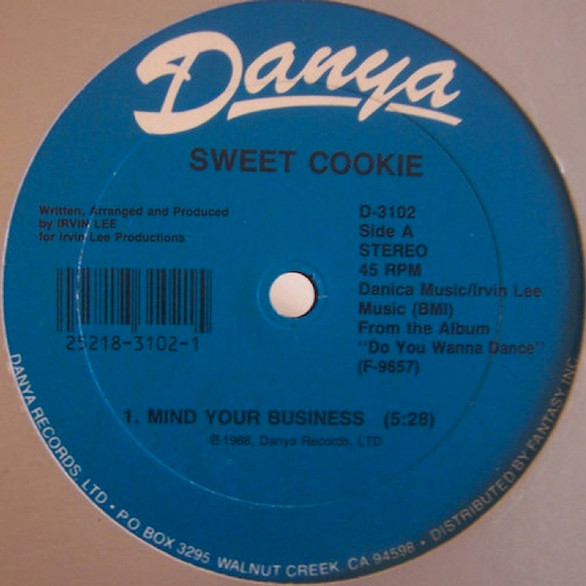 Danya
SWEET COOKIE
Written, Arranged and Produced
by IRVIN LEE
for Irvin Lee Productions
D-3102
Side A
STEREO
45 RPM
Danica Music/Irvin Lee
Music (BMI)
From the Album
"Do You Wanna Dance"
(F-9657)
25218-3102-1
1. MIND YOUR BUSINESS (5:28)
℗ 1988, Danya Records, LTD
DANYA RECORDS, LTD • PO BOX 3295 WALNUT CREEK, CA 94598 • DISTRIBUTED BY FANTASY, INC.